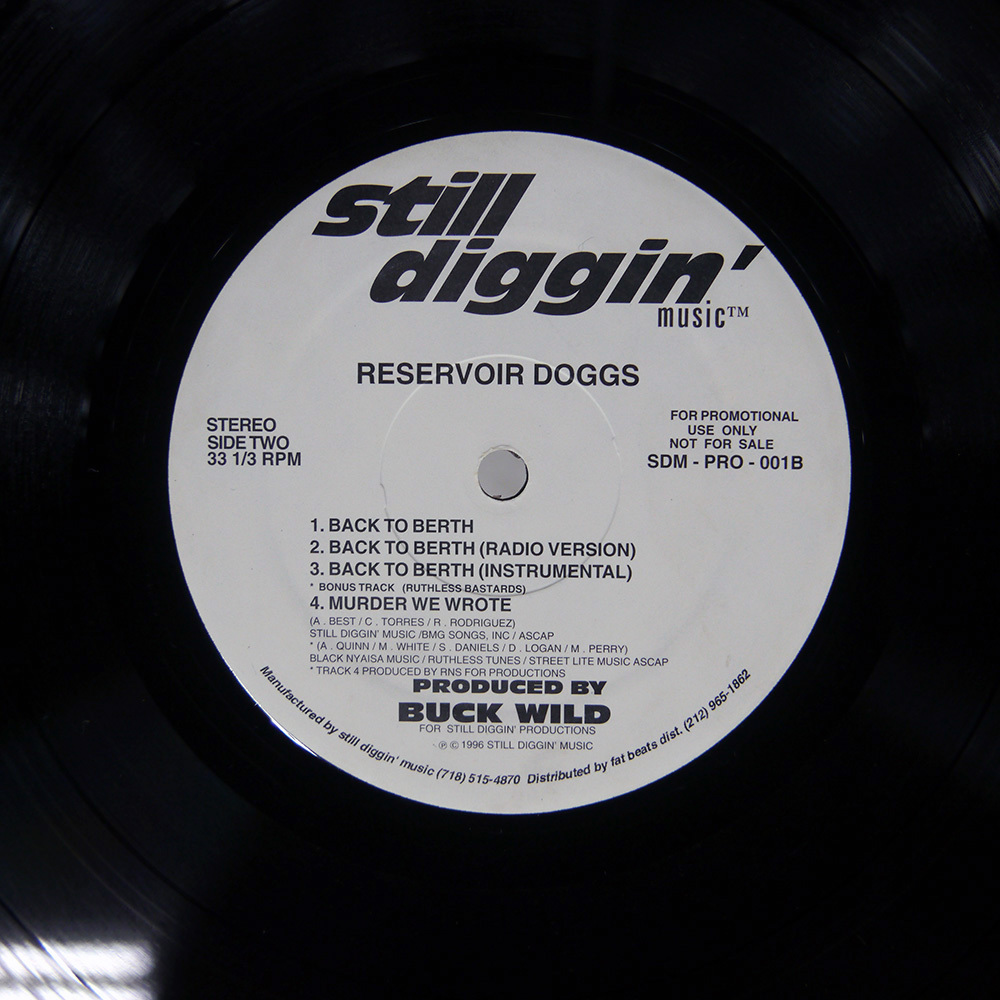 still
diggin'
music™
RESERVOIR DOGGS
STEREO
SIDE TWO
33 1/3 RPM
FOR PROMOTIONAL
USE ONLY
NOT FOR SALE
SDM - PRO - 001B
1. BACK TO BERTH
2. BACK TO BERTH (RADIO VERSION)
3. BACK TO BERTH (INSTRUMENTAL)
* BONUS TRACK (RUTHLESS BASTARDS)
4. MURDER WE WROTE
(A . BEST / C . TORRES / R . RODRIGUEZ)
STILL DIGGIN' MUSIC /BMG SONGS, INC / ASCAP
* (A . QUINN / M . WHITE / S . DANIELS / D . LOGAN / M . PERRY)
BLACK NYAISA MUSIC / RUTHLESS TUNES / STREET LITE MUSIC ASCAP
* TRACK 4 PRODUCED BY RNS FOR PRODUCTIONS
PRODUCED BY
BUCK WILD
FOR STILL DIGGIN' PRODUCTIONS
℗ © 1996 STILL DIGGIN' MUSIC
Manufactured by still diggin' music (718) 515-4870 Distributed by fat beats dist. (212) 965-1862